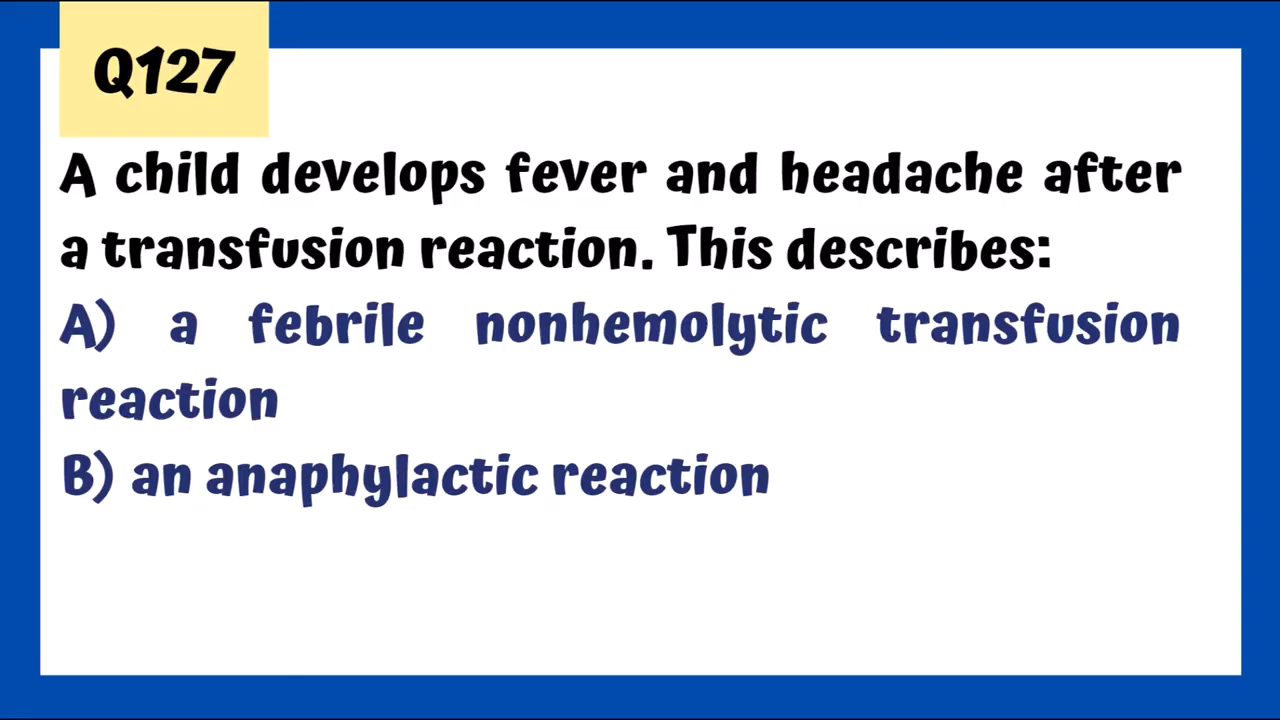 Q127
A child develops fever and headache after
a transfusion reaction. This describes:
A) a febrile nonhemolytic transfusion
reaction
B) an anaphylactic reaction